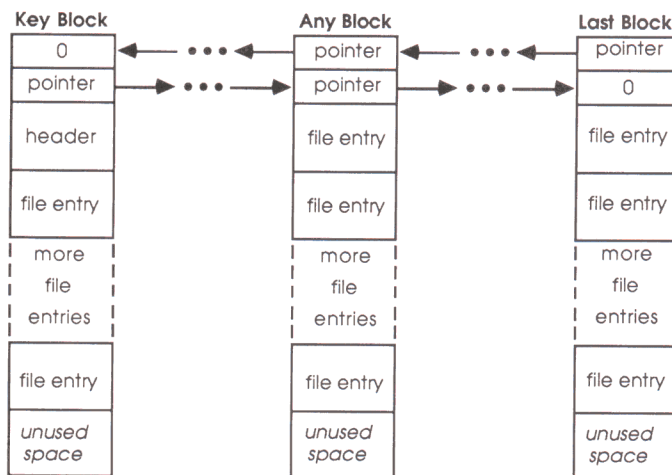 Key Block Any Block Last Block
0 pointer pointer
pointer pointer 0
header file entry file entry
file entry file entry file entry
more more more
file file file
entries entries entries
file entry file entry file entry
unused unused unused
space space space